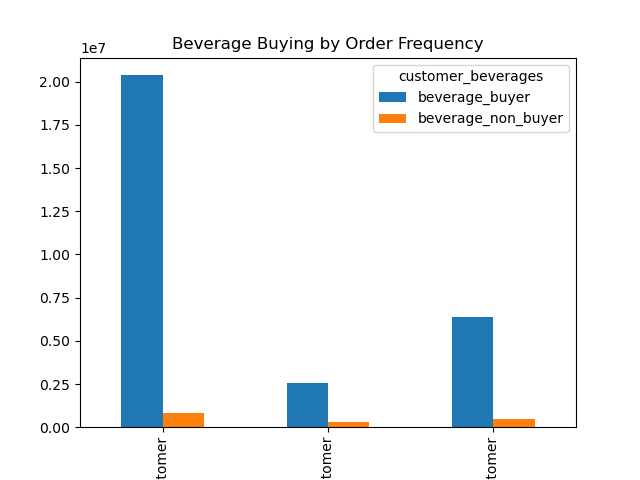 Beverage Buying by Order Frequency
1e7
2.00
1.75
1.50
1.25
1.00
0.75
0.50
0.25
0.00
customer_beverages
beverage_buyer
beverage_non_buyer
tomer
tomer
tomer